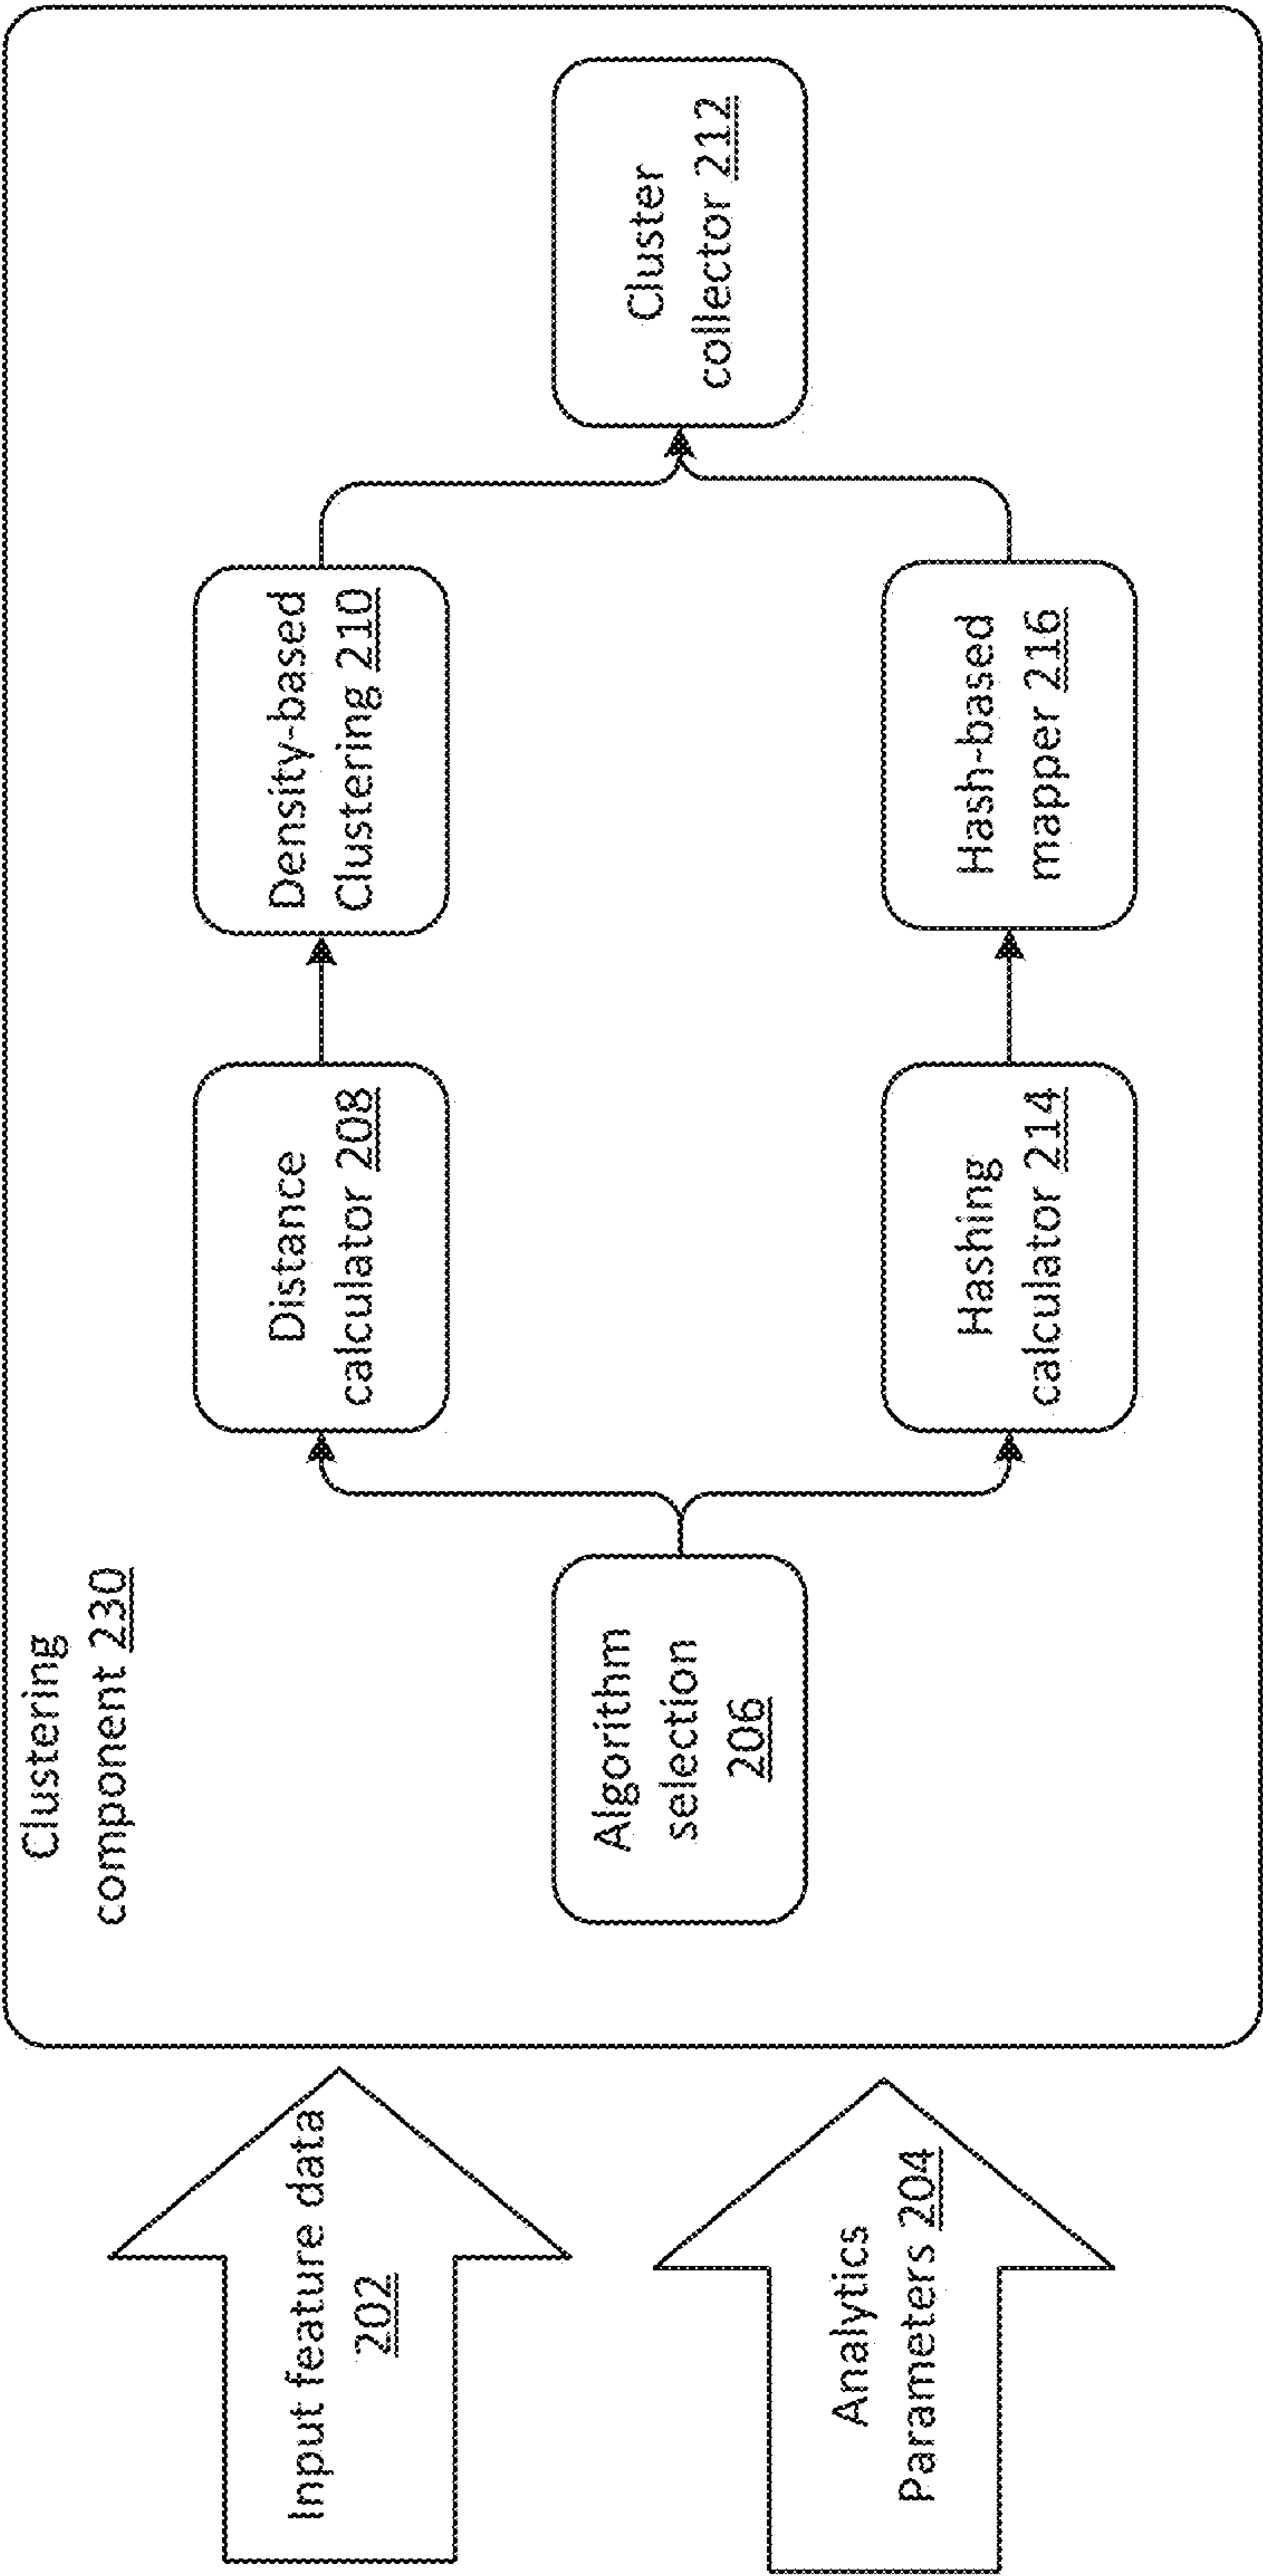 Input feature data
202
Analytics
Parameters 204
Clustering
component 230
Algorithm
selection
206
Distance
calculator 208
Density-based
Clustering 210
Hashing
calculator 214
Hash-based
mapper 216
Cluster
collector 212